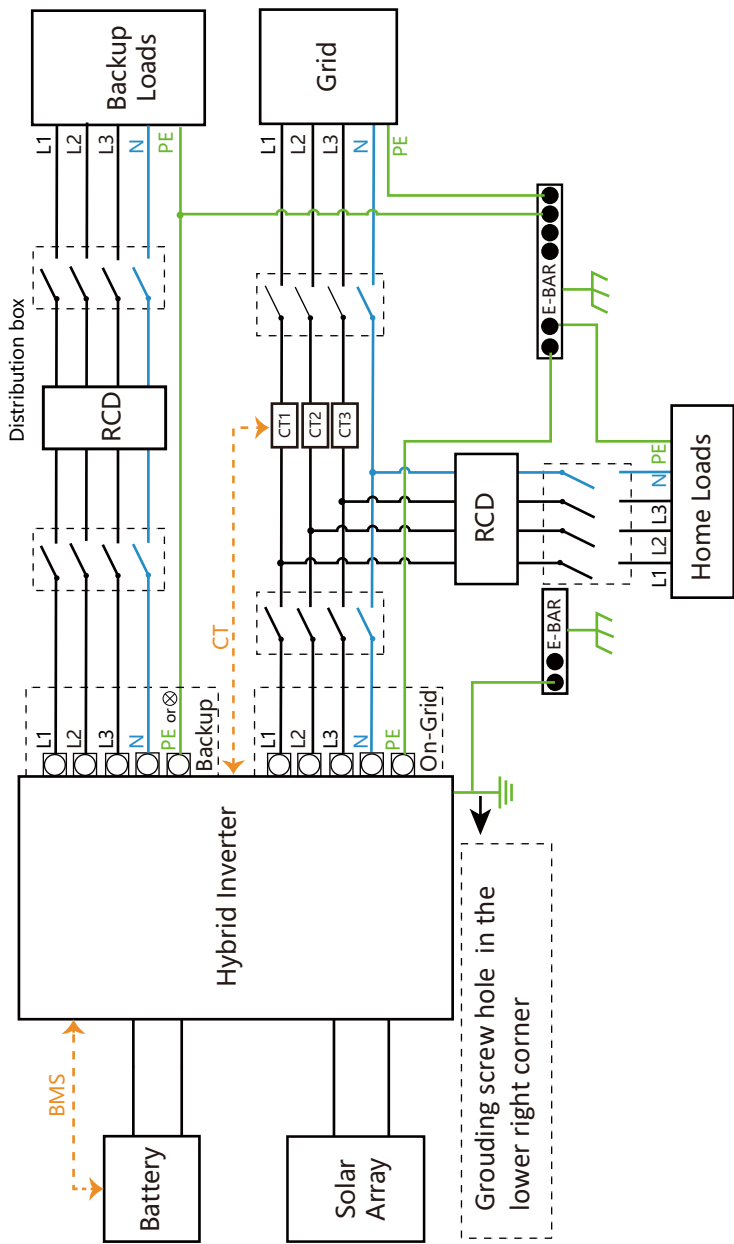 Distribution box
Backup
Loads
L1
L2
L3
N
PE
RCD
L1
L2
L3
N
PE or⊗
Backup
Grid
L1
L2
L3
N
PE
CT1
CT2
CT3
CT
L1
L2
L3
N
PE
On-Grid
E-BAR
RCD
L1
L2
L3
N
PE
Home Loads
E-BAR
Hybrid Inverter
BMS
Battery
Solar
Array
Grouding screw hole in the
lower right corner